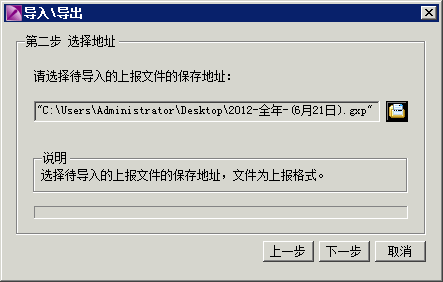 导入\导出
第二步 选择地址
请选择待导入的上报文件的保存地址：
"C:\Users\Administrator\Desktop\2012-全年-(6月21日).gxp"
说明
选择待导入的上报文件的保存地址，文件为上报格式。
上一步 下一步 取消